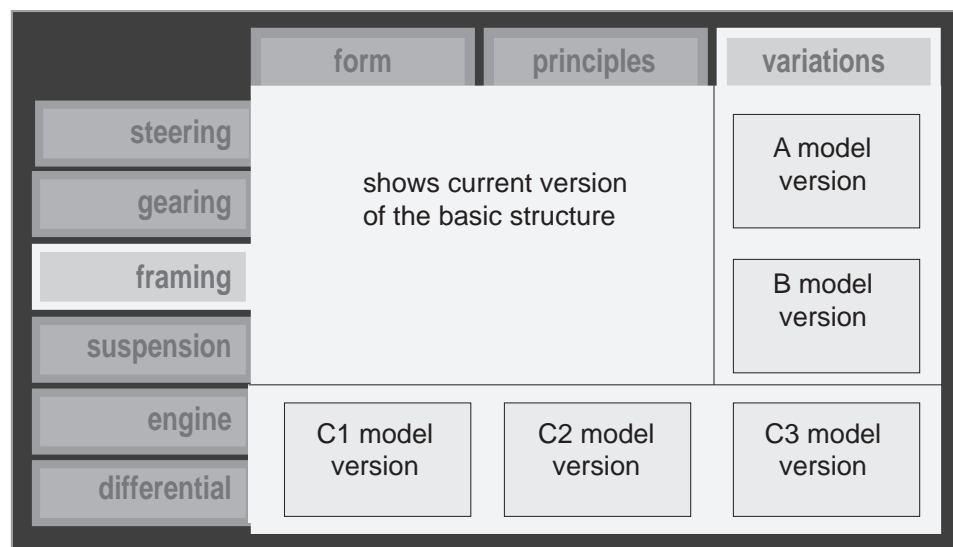 form
principles
variations
steering
gearing
framing
suspension
engine
differential
shows current version
of the basic structure
A model
version
B model
version
C1 model
version
C2 model
version
C3 model
version